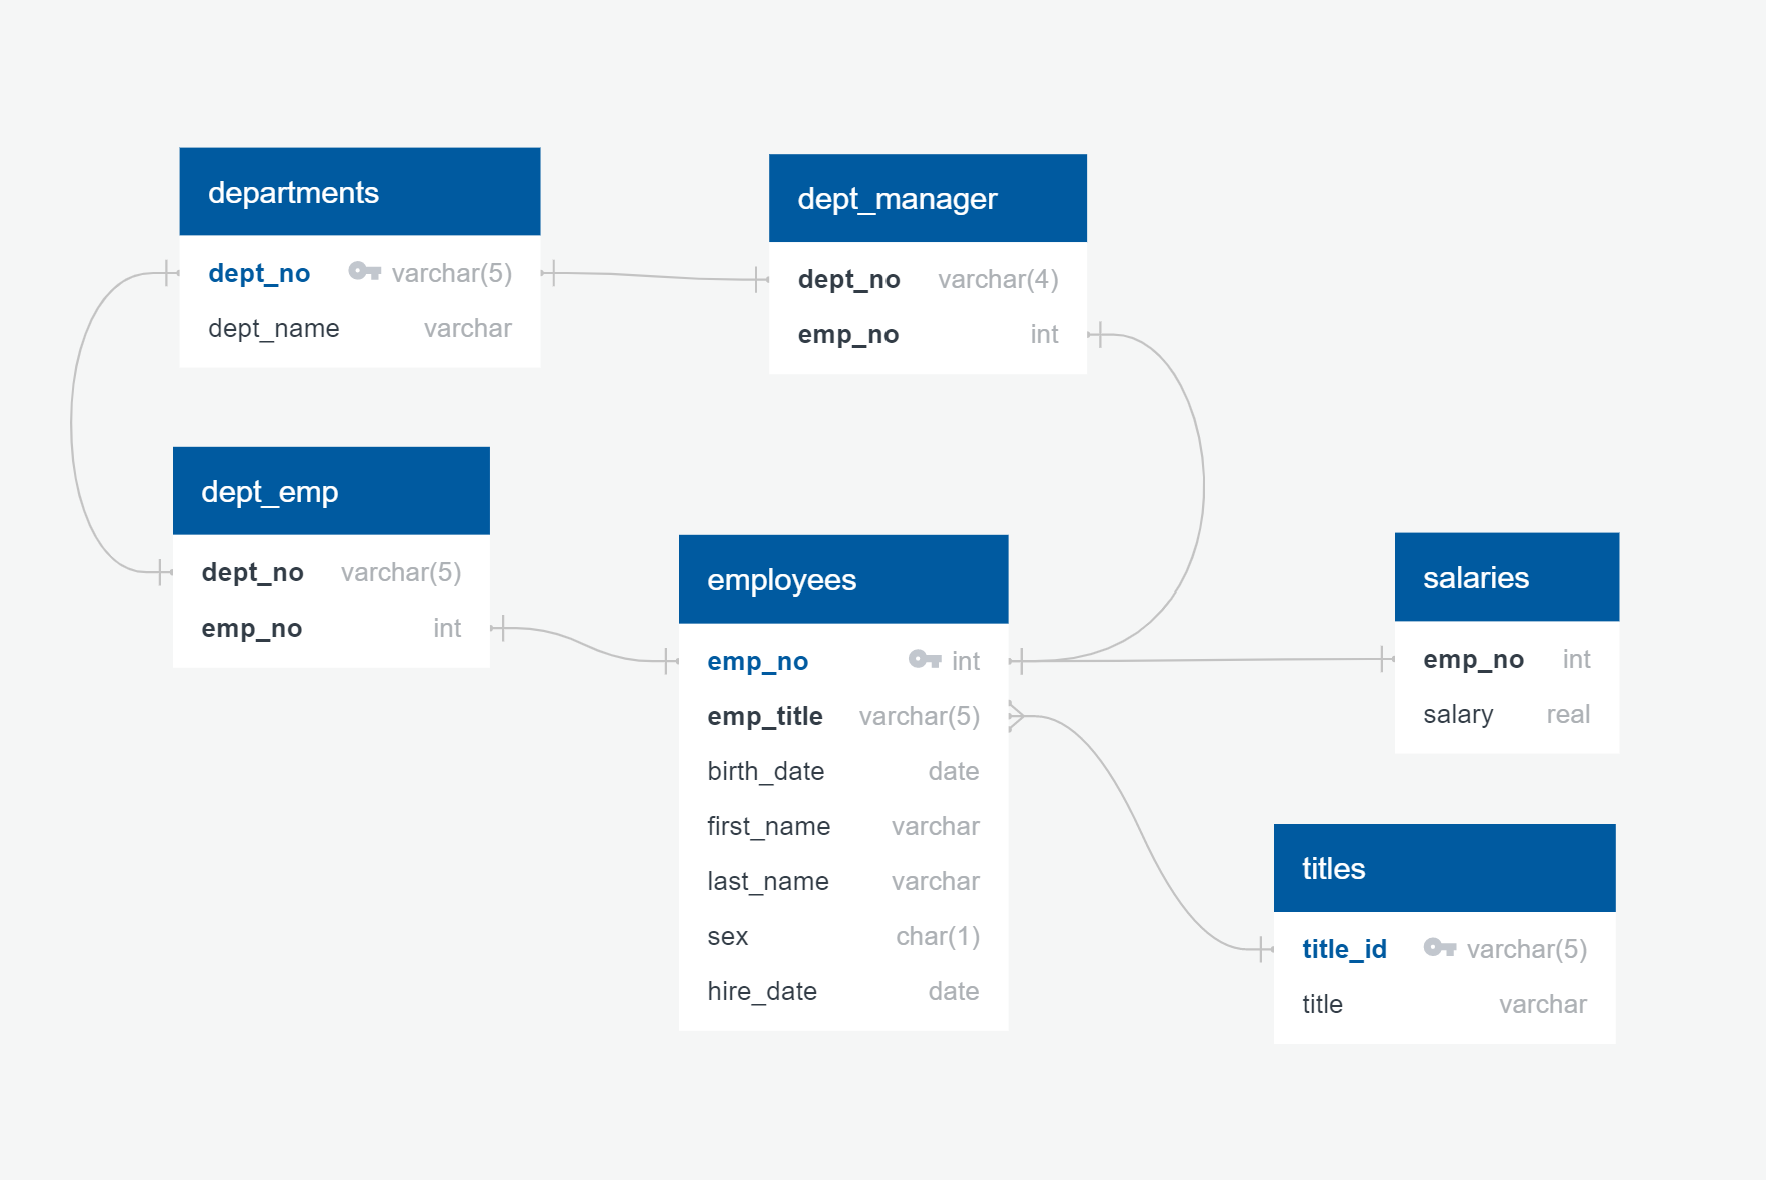 departments
dept_no varchar(5)
dept_name varchar
dept_manager
dept_no varchar(4)
emp_no int
dept_emp
dept_no varchar(5)
emp_no int
employees
emp_no int
emp_title varchar(5)
birth_date date
first_name varchar
last_name varchar
sex char(1)
hire_date date
salaries
emp_no int
salary real
titles
title_id varchar(5)
title varchar